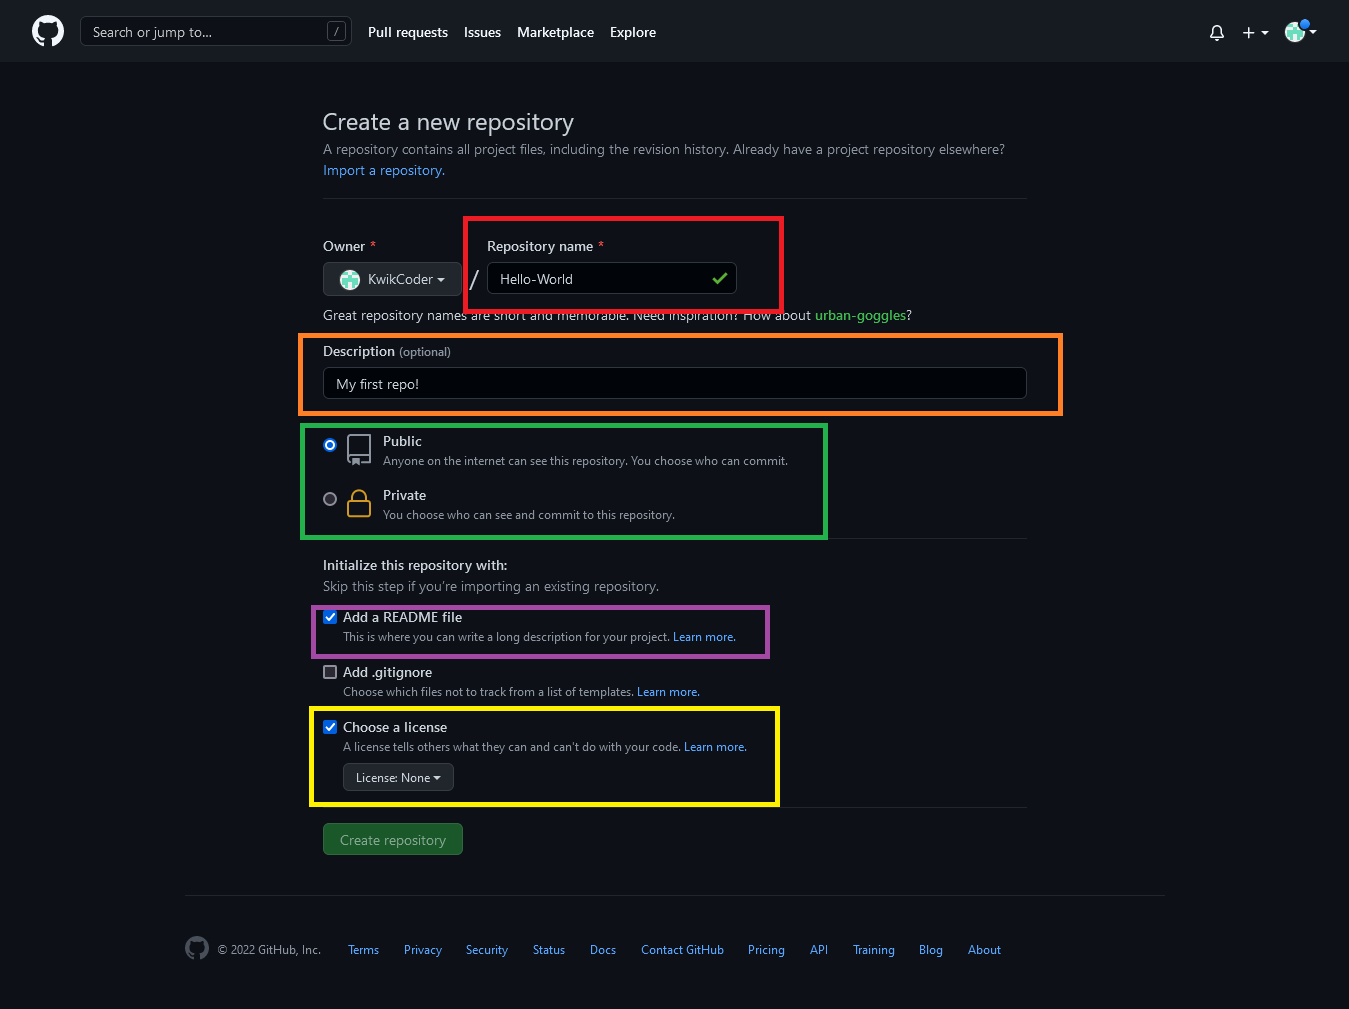 Search or jump to... /
Pull requests
Issues
Marketplace
Explore
Create a new repository
A repository contains all project files, including the revision history. Already have a project repository elsewhere?
Import a repository.
Owner *
Repository name *
KwikCoder
/
Hello-World
Great repository names are short and memorable. Need inspiration? How about urban-goggles?
Description (optional)
My first repo!
Public
Anyone on the internet can see this repository. You choose who can commit.
Private
You choose who can see and commit to this repository.
Initialize this repository with:
Skip this step if you're importing an existing repository.
Add a README file
This is where you can write a long description for your project. Learn more.
Add .gitignore
Choose which files not to track from a list of templates. Learn more.
Choose a license
A license tells others what they can and can't do with your code. Learn more.
License: None
Create repository
© 2022 GitHub, Inc.
Terms
Privacy
Security
Status
Docs
Contact GitHub
Pricing
API
Training
Blog
About